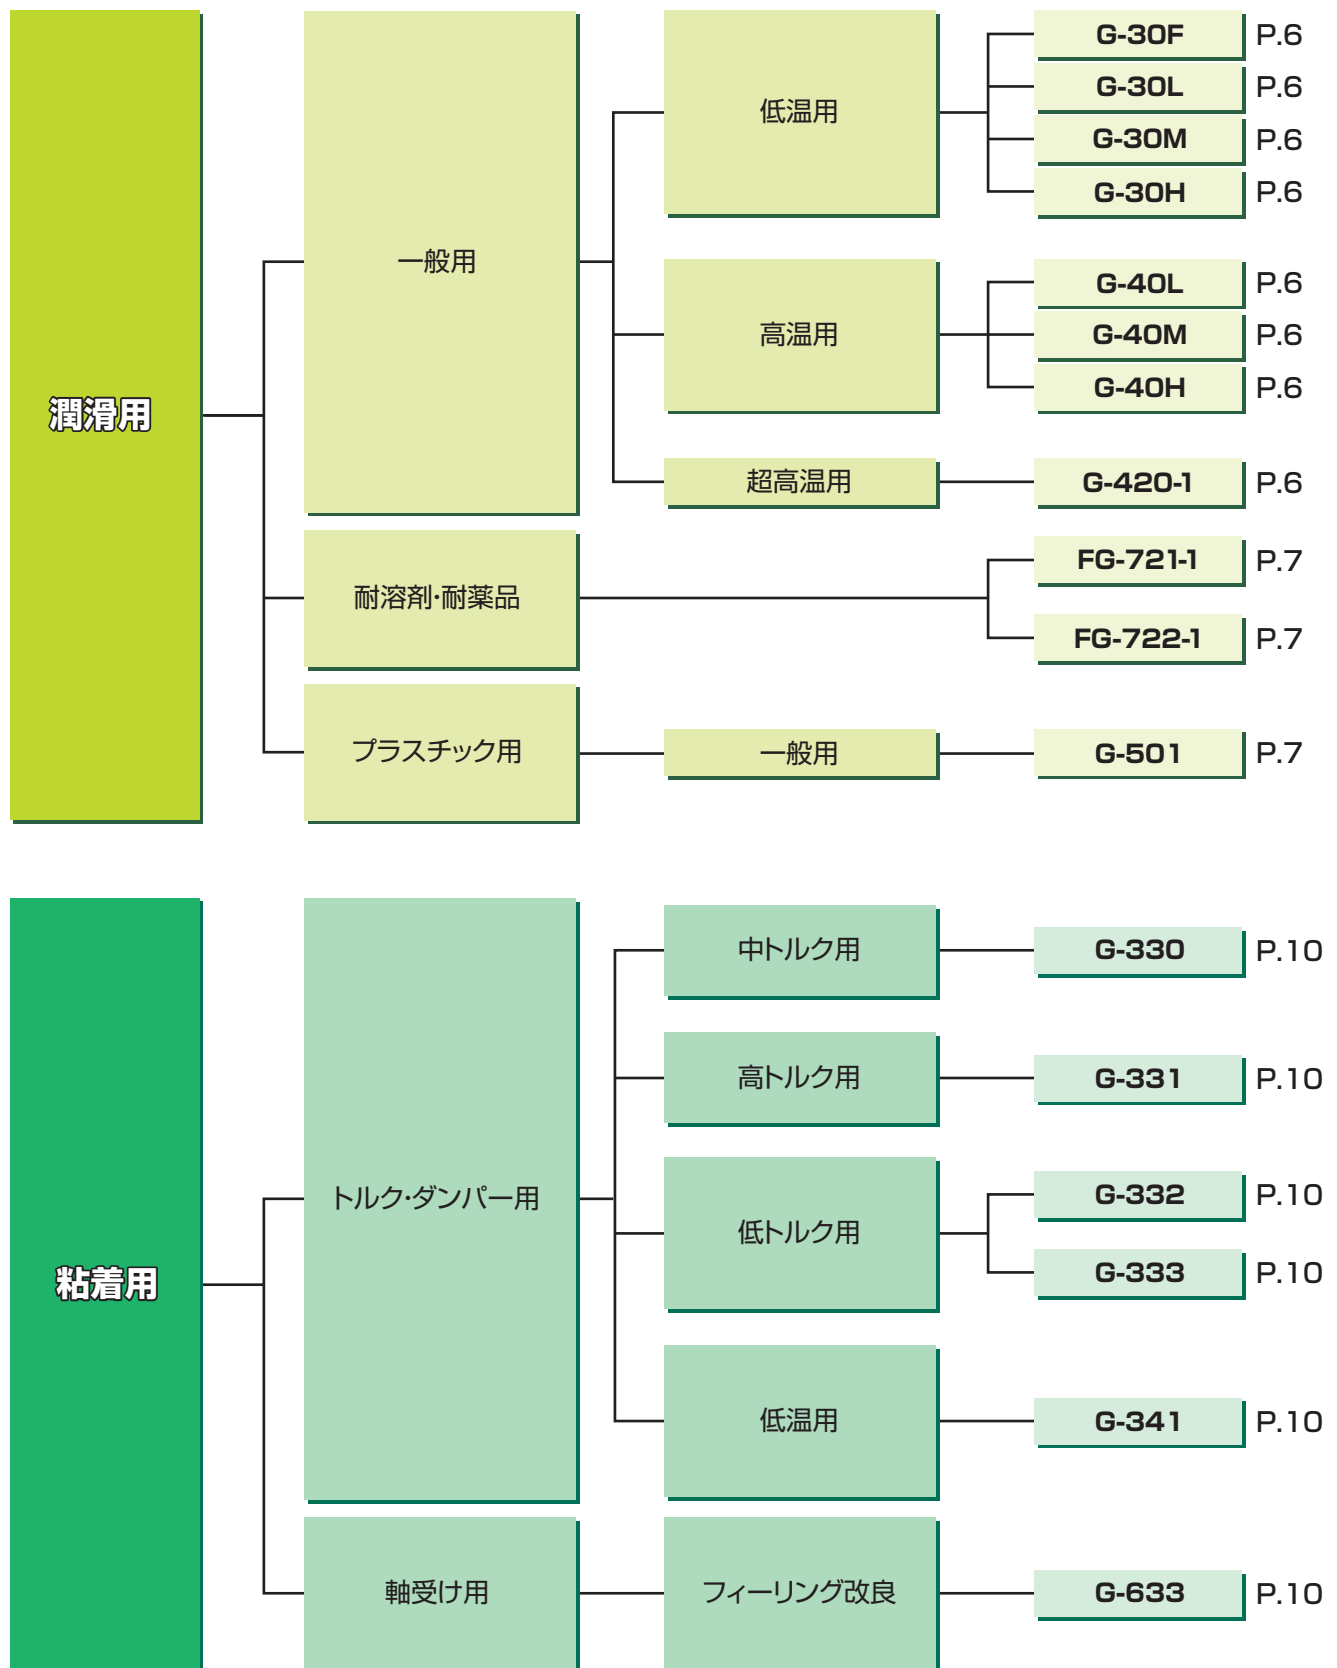 潤滑用
一般用
低温用
G-30F P.6
G-30L P.6
G-30M P.6
G-30H P.6
高温用
G-40L P.6
G-40M P.6
G-40H P.6
超高温用
G-420-1 P.6
耐溶剤・耐薬品
FG-721-1 P.7
FG-722-1 P.7
プラスチック用
一般用
G-501 P.7
粘着用
トルク・ダンパー用
中トルク用
G-330 P.10
高トルク用
G-331 P.10
低トルク用
G-332 P.10
G-333 P.10
低温用
G-341 P.10
軸受け用
フィーリング改良
G-633 P.10